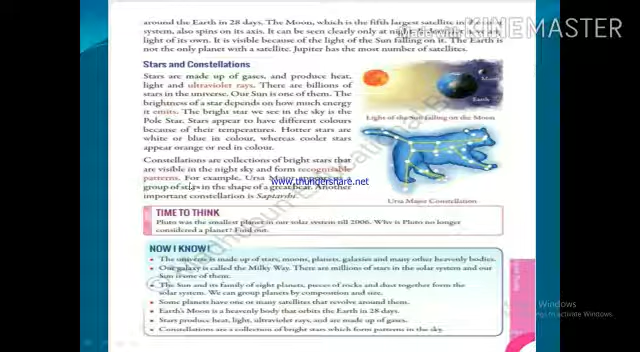 around the Earth in 28 days. The Moon, which is the fifth largest satellite in the solar
system, also spins on its axis. It can be seen clearly only at night.
light of its own. It is visible because of the light of the Sun falling on it. The Earth is
not the only planet with a satellite. Jupiter has the most number of satellites.
Made with
KINEMASTER
Stars and Constellations
Stars are made up of gases, and produce heat,
light and ultraviolet rays. There are billions of
stars in the universe. Our Sun is one of them. The
brightness of a star depends on how much energy it
emits. The bright star we see in the sky is the
Pole Star. Stars appear to have different colours
because of their temperatures. Hotter stars are
white or blue in colour, whereas cooler stars
appear orange or red in colour.
Moon
Earth
Light of the Sun falling on the Moon
Constellations are collections of bright stars that
are visible in the night sky and form recognisable
patterns. For example, Ursa Major appears as a
group of stars in the shape of a great bear. Another
important constellation is Saptarshi.
www.thundershare.net
Ursa Major Constellation
TIME TO THINK
Pluto was the smallest planet in our solar system till 2006. Why is Pluto no longer
considered a planet? Find out.
NOW I KNOW!
The universe is made up of stars, moons, planets, galaxies and many other heavenly bodies.
Our galaxy is called the Milky Way. There are millions of stars in the solar system and our
Sun is one of them.
The Sun and its family of eight planets, pieces of rocks and dust together form the
solar system. We can group planets by composition and size.
Some planets have one or many satellites that revolve around them.
Earth's Moon is a heavenly body that orbits the Earth in 28 days.
Stars produce heat, light, ultraviolet rays, and are made up of gases.
Constellations are a collection of bright stars which form patterns in the sky.
Activate Windows